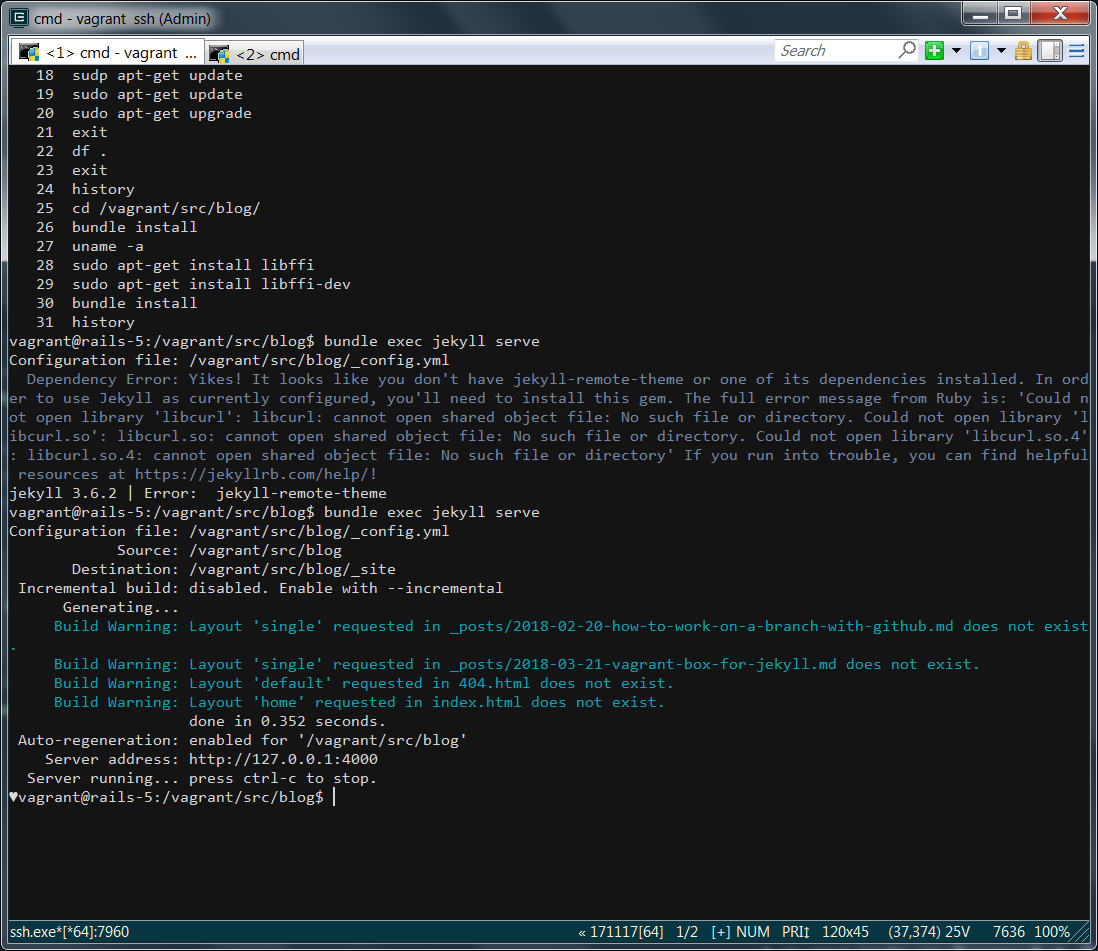 cmd - vagrant  ssh (Admin)
<1> cmd - vagrant ... <2> cmd Search
18  sudp apt-get update
19  sudo apt-get update
20  sudo apt-get upgrade
21  exit
22  df .
23  exit
24  history
25  cd /vagrant/src/blog/
26  bundle install
27  uname -a
28  sudo apt-get install libffi
29  sudo apt-get install libffi-dev
30  bundle install
31  history
vagrant@rails-5:/vagrant/src/blog$ bundle exec jekyll serve
Configuration file: /vagrant/src/blog/_config.yml
Dependency Error: Yikes! It looks like you don't have jekyll-remote-theme or one of its dependencies installed. In ord
er to use Jekyll as currently configured, you'll need to install this gem. The full error message from Ruby is: 'Could n
ot open library 'libcurl': libcurl: cannot open shared object file: No such file or directory. Could not open library 'l
ibcurl.so': libcurl.so: cannot open shared object file: No such file or directory. Could not open library 'libcurl.so.4'
: libcurl.so.4: cannot open shared object file: No such file or directory' If you run into trouble, you can find helpful
resources at https://jekyllrb.com/help/!
jekyll 3.6.2 | Error:  jekyll-remote-theme
vagrant@rails-5:/vagrant/src/blog$ bundle exec jekyll serve
Configuration file: /vagrant/src/blog/_config.yml
Source: /vagrant/src/blog
Destination: /vagrant/src/blog/_site
Incremental build: disabled. Enable with --incremental
Generating...
Build Warning: Layout 'single' requested in _posts/2018-02-20-how-to-work-on-a-branch-with-github.md does not exist
.
Build Warning: Layout 'single' requested in _posts/2018-03-21-vagrant-box-for-jekyll.md does not exist.
Build Warning: Layout 'default' requested in 404.html does not exist.
Build Warning: Layout 'home' requested in index.html does not exist.
done in 0.352 seconds.
Auto-regeneration: enabled for '/vagrant/src/blog'
Server address: http://127.0.0.1:4000
Server running... press ctrl-c to stop.
♥vagrant@rails-5:/vagrant/src/blog$
ssh.exe*[*64]:7960 « 171117[64] 1/2 [+] NUM PRI↕ 120x45 (37,374) 25V 7636 100%